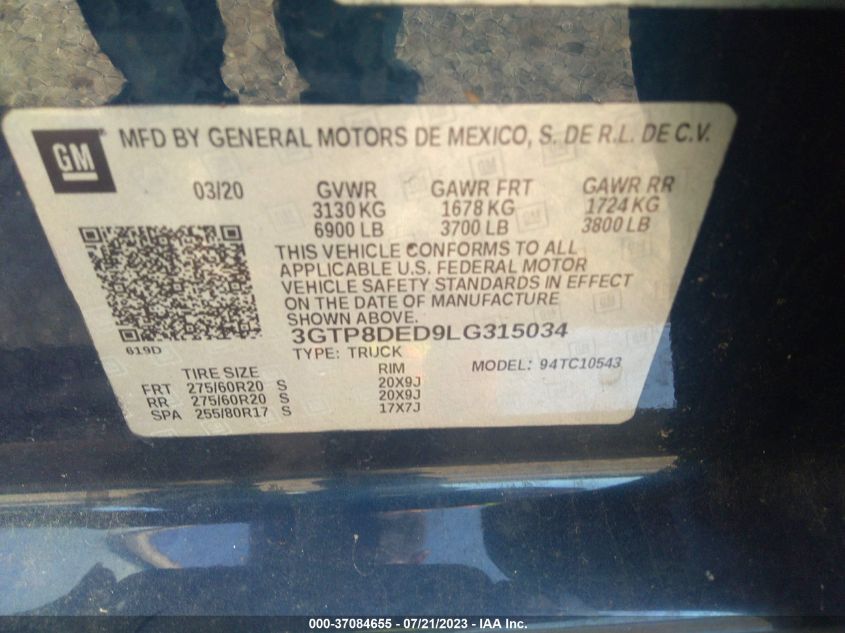 GM
MFD BY GENERAL MOTORS DE MEXICO, S. DE R.L. DE C.V.
03/20 GVWR GAWR FRT GAWR RR
3130 KG 1678 KG 1724 KG
6900 LB 3700 LB 3800 LB
THIS VEHICLE CONFORMS TO ALL
APPLICABLE U.S. FEDERAL MOTOR
VEHICLE SAFETY STANDARDS IN EFFECT
ON THE DATE OF MANUFACTURE
SHOWN ABOVE.
619D
3GTP8DED9LG315034
TYPE: TRUCK MODEL: 94TC10543
TIRE SIZE RIM
FRT 275/60R20 S 20X9J
RR 275/60R20 S 20X9J
SPA 255/80R17 S 17X7J
000-37084655 - 07/21/2023 - IAA Inc.